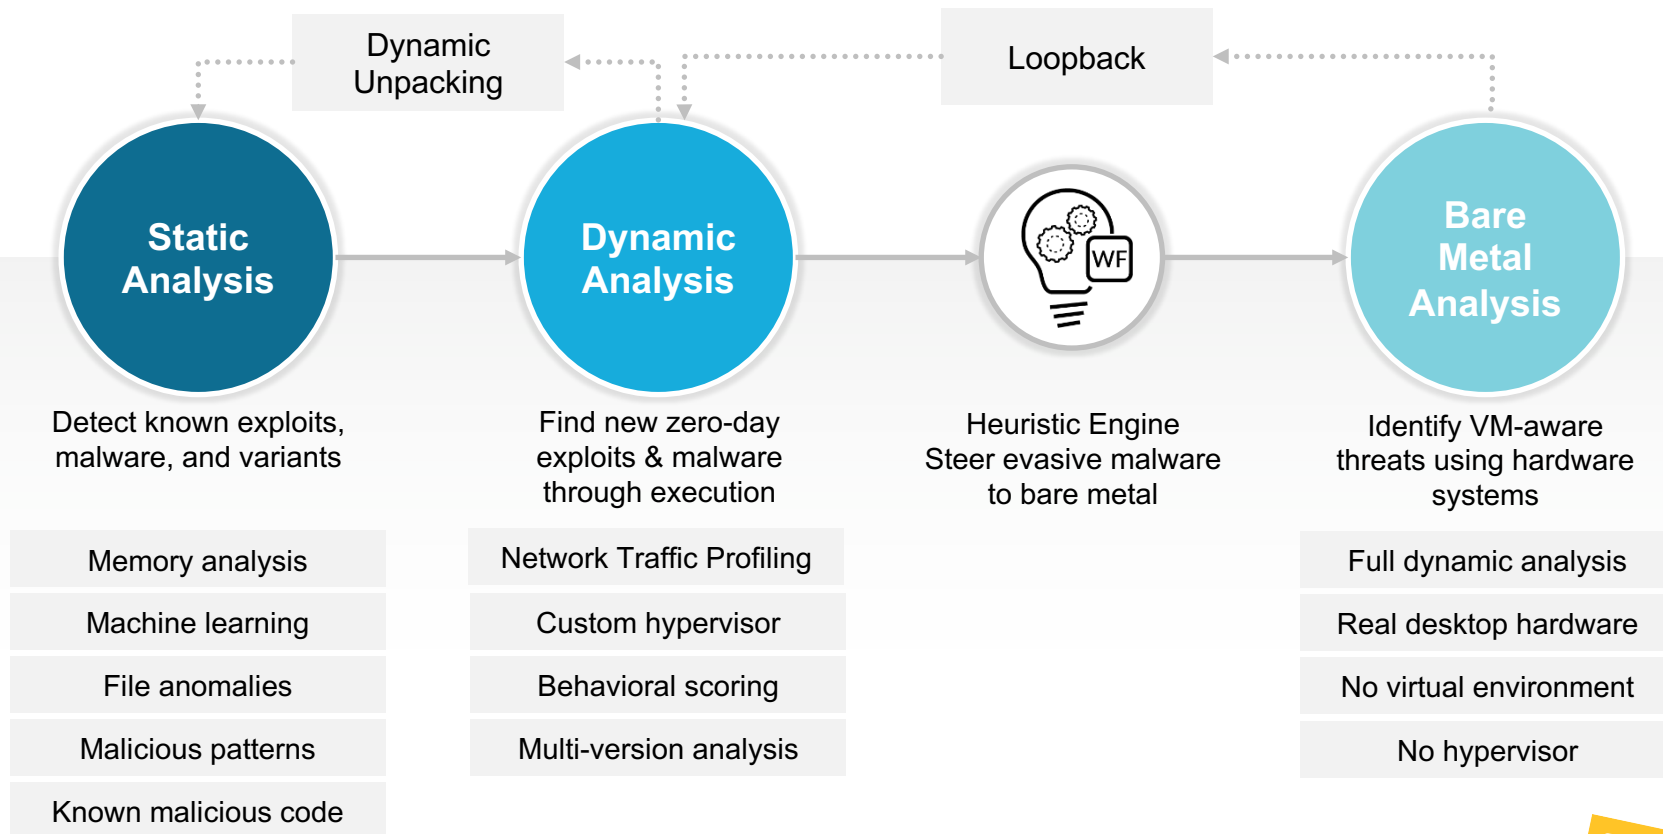 Dynamic
Unpacking
Loopback
Static
Analysis
Dynamic
Analysis
WF
Bare
Metal
Analysis
Detect known exploits,
malware, and variants
Find new zero-day
exploits & malware
through execution
Heuristic Engine
Steer evasive malware
to bare metal
Identify VM-aware
threats using hardware
systems
Memory analysis
Machine learning
File anomalies
Malicious patterns
Known malicious code
Network Traffic Profiling
Custom hypervisor
Behavioral scoring
Multi-version analysis
Full dynamic analysis
Real desktop hardware
No virtual environment
No hypervisor